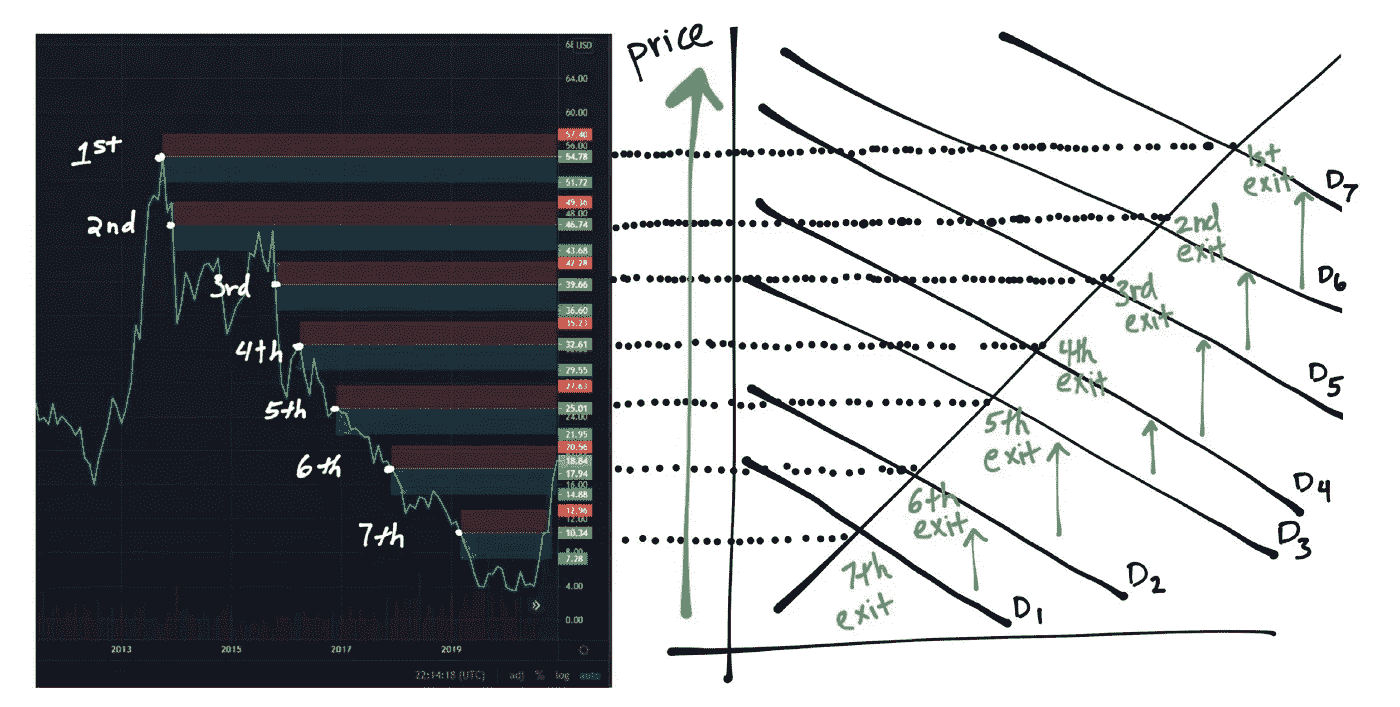 68 USD
64.00
60.00
57.40
56.00
54.78
51.72
49.36
48.00
46.74
43.68
42.28
39.66
36.60
35.23
32.61
29.55
27.63
25.01
24.00
21.95
20.56
18.84
17.94
16.00
14.88
12.96
12.00
10.34
8.00
7.28
4.00
0.00
1st
2nd
3rd
4th
5th
6th
7th
2013 2015 2017 2019
22:14:18 (UTC) adj % log auto
price
1st
exit
2nd
exit
3rd
exit
4th
exit
5th
exit
6th
exit
7th
exit
D7
D6
D5
D4
D3
D2
D1